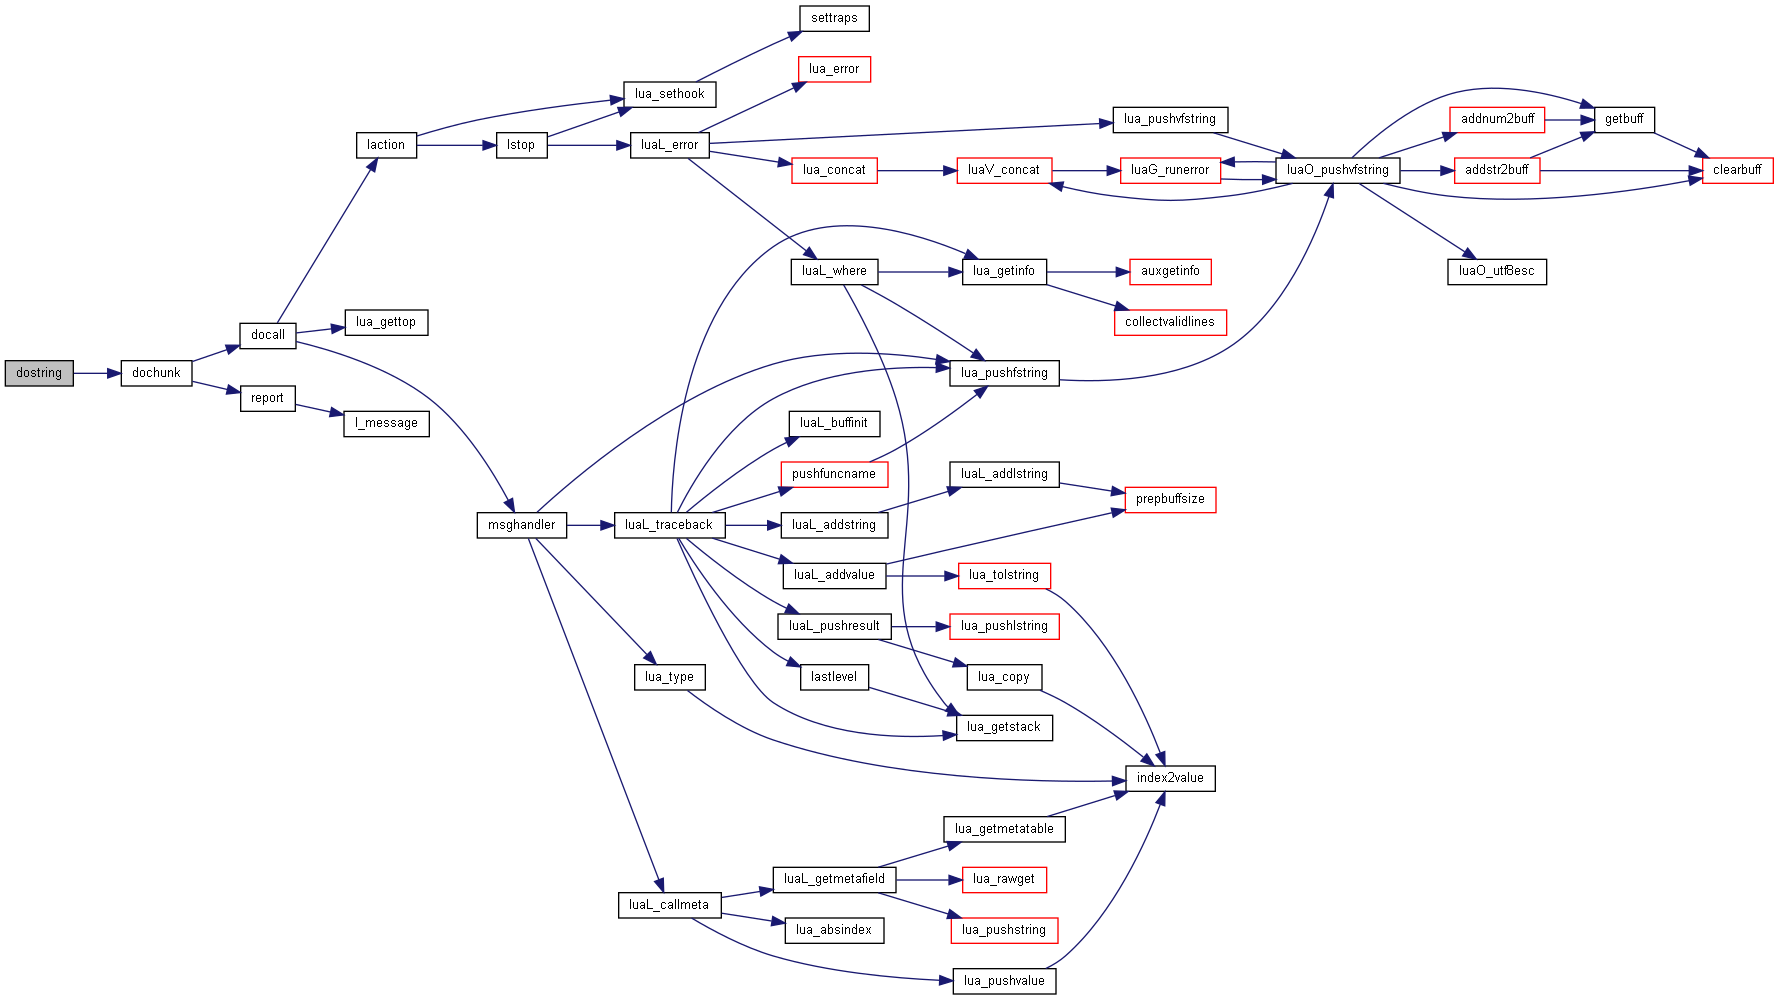 settraps
lua_error
lua_sethook
lua_pushvfstring
addnum2buff
getbuff
laction
lstop
luaL_error
lua_concat
luaV_concat
luaG_runerror
luaO_pushvfstring
addstr2buff
clearbuff
luaL_where
lua_getinfo
auxgetinfo
luaO_utf8esc
lua_gettop
collectvalidlines
docall
dostring
dochunk
lua_pushfstring
report
l_message
luaL_buffinit
pushfuncname
luaL_addlstring
prepbuffsize
msghandler
luaL_traceback
luaL_addstring
luaL_addvalue
lua_tolstring
luaL_pushresult
lua_pushlstring
lua_type
lastlevel
lua_copy
lua_getstack
index2value
lua_getmetatable
luaL_getmetafield
lua_rawget
luaL_callmeta
lua_absindex
lua_pushstring
lua_pushvalue